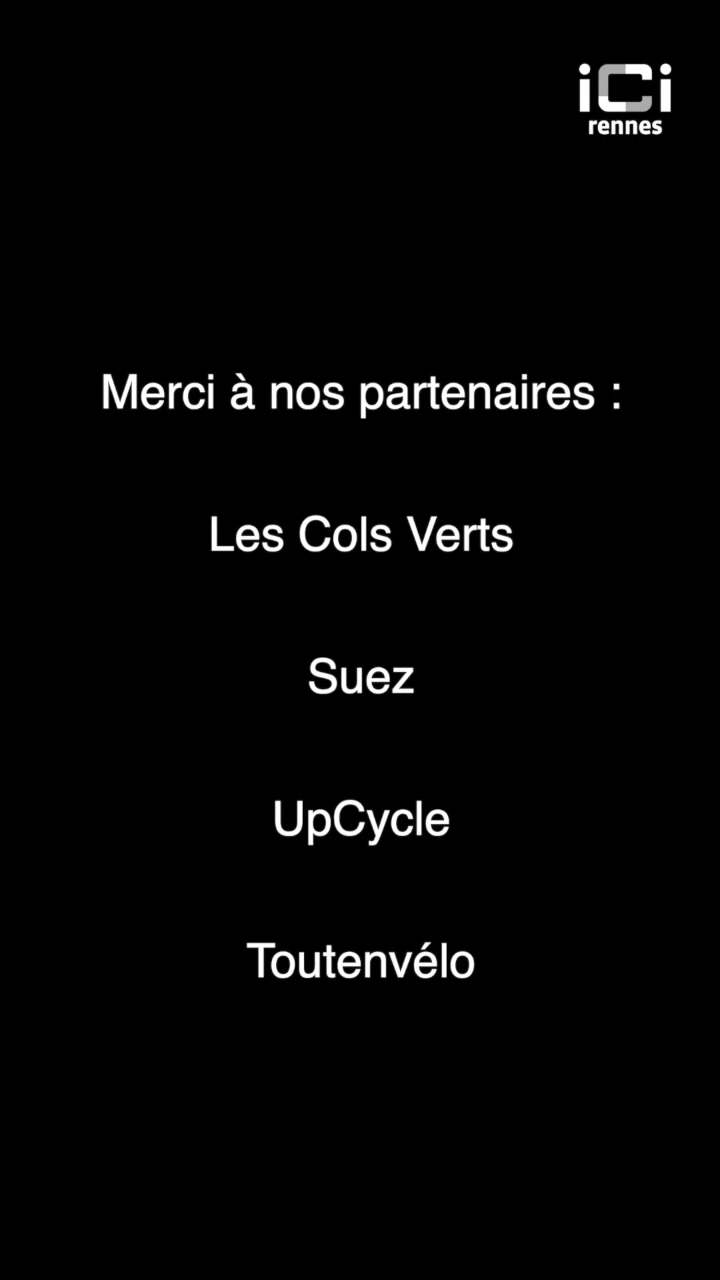 iCi
rennes
Merci à nos partenaires :
Les Cols Verts
Suez
UpCycle
Toutenvélo